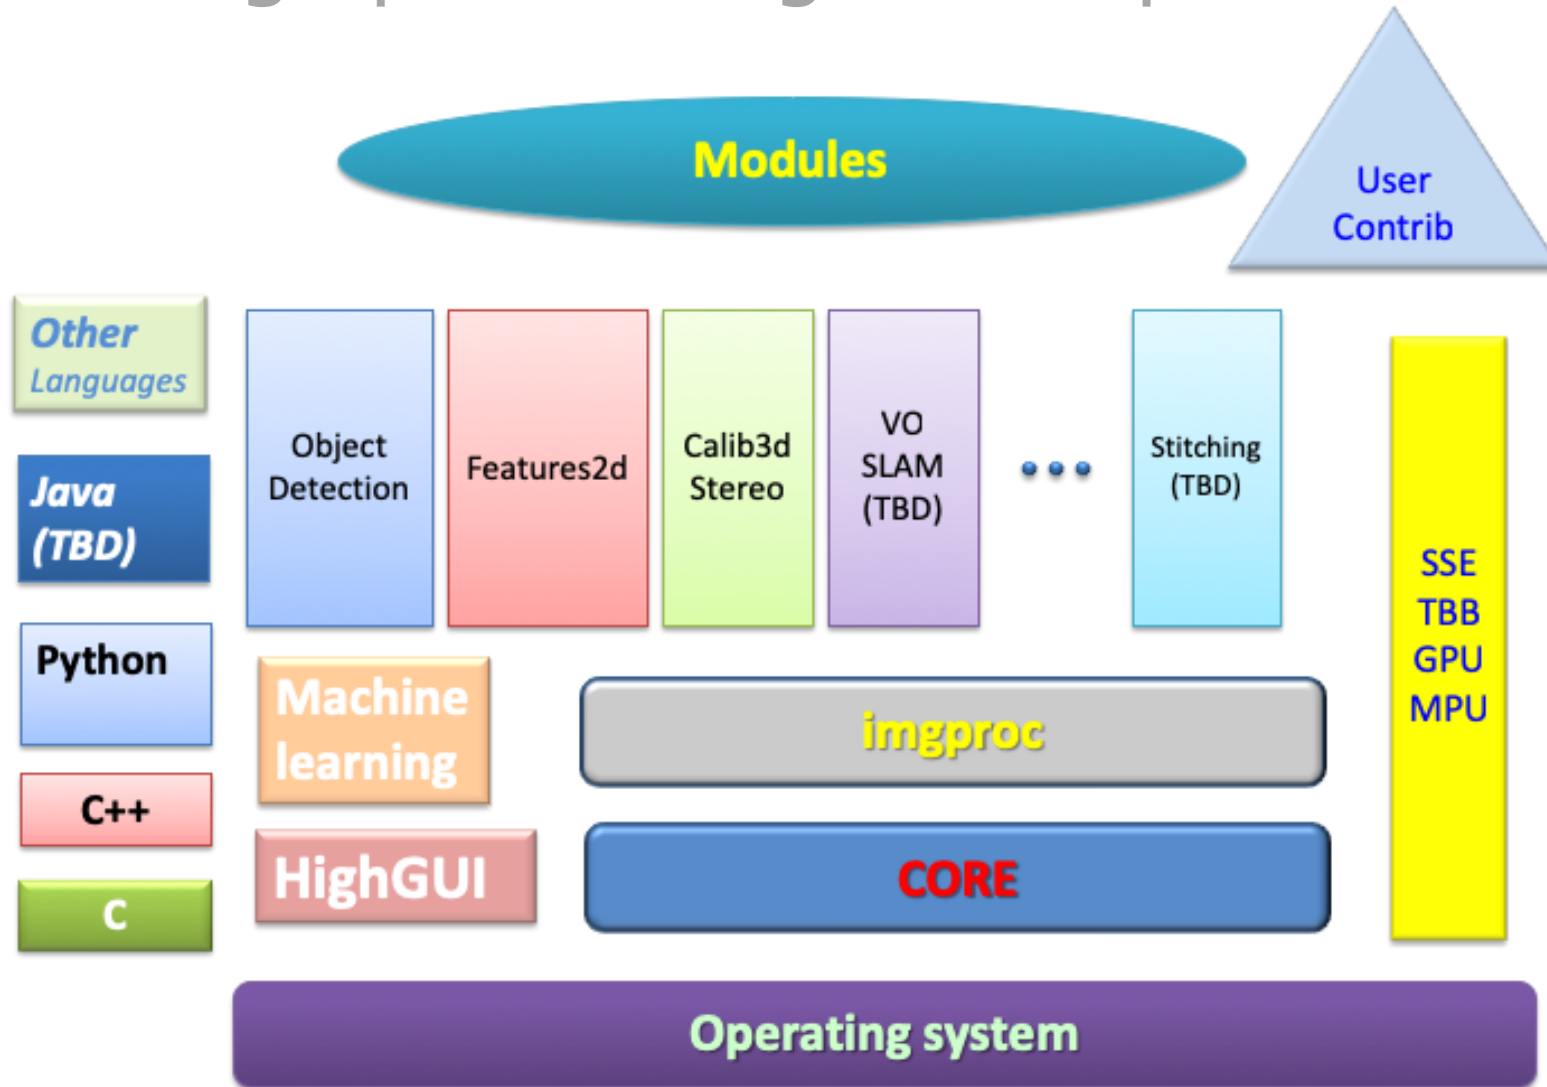 Modules
User
Contrib
Other
Languages
Java
(TBD)
Python
C++
C
Object
Detection
Features2d
Calib3d
Stereo
VO
SLAM
(TBD)
Stitching
(TBD)
SSE
TBB
GPU
MPU
Machine
learning
imgproc
HighGUI
CORE
Operating system